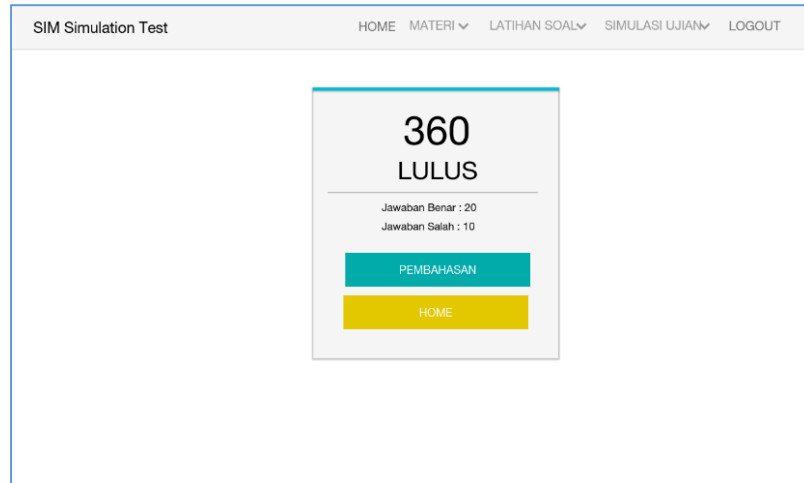 SIM Simulation Test HOME MATERI LATIHAN SOAL SIMULASI UJIAN LOGOUT
360
LULUS
Jawaban Benar : 20
Jawaban Salah : 10
PEMBAHASAN
HOME